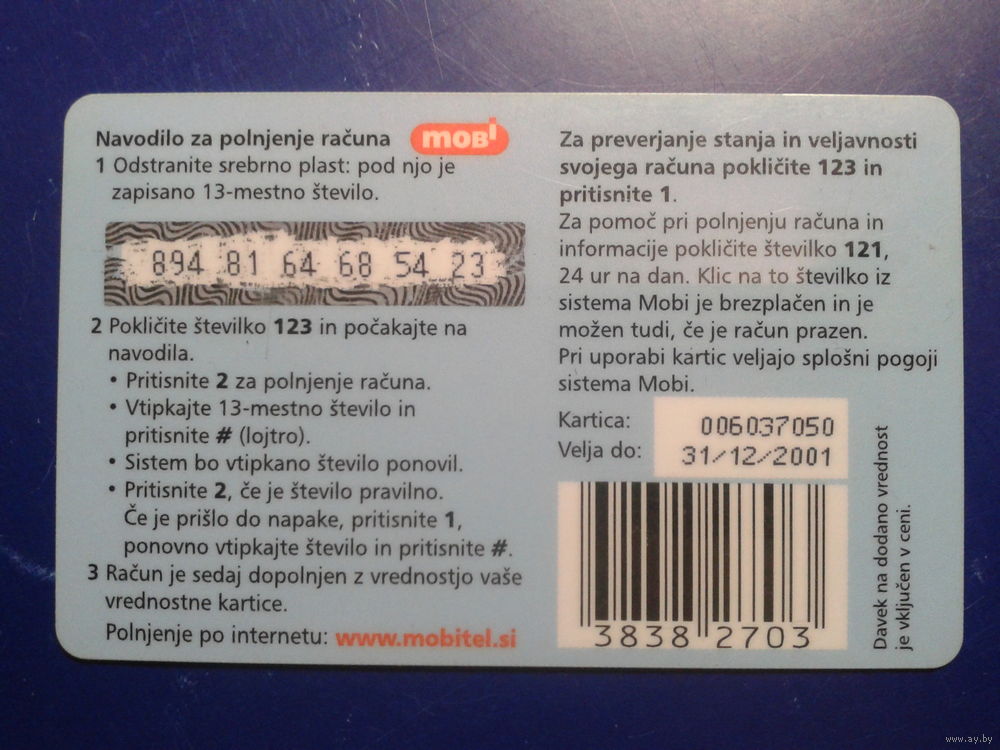 Navodilo za polnjenje računa
mobi
1 Odstranite srebrno plast: pod njo je
zapisano 13-mestno število.
894 81 64 68 54 23
2 Pokličite številko 123 in počakajte na
navodila.
• Pritisnite 2 za polnjenje računa.
• Vtipkajte 13-mestno število in
pritisnite # (lojtro).
• Sistem bo vtipkano število ponovil.
• Pritisnite 2, če je število pravilno.
Če je prišlo do napake, pritisnite 1,
ponovno vtipkajte število in pritisnite #.
3 Račun je sedaj dopolnjen z vrednostjo vaše
vrednostne kartice.
Polnjenje po internetu: www.mobitel.si
Za preverjanje stanja in veljavnosti
svojega računa pokličite 123 in
pritisnite 1.
Za pomoč pri polnjenju računa in
informacije pokličite številko 121,
24 ur na dan. Klic na to številko iz
sistema Mobi je brezplačen in je
možen tudi, če je račun prazen.
Pri uporabi kartic veljajo splošni pogoji
sistema Mobi.
Kartica: 006037050
Velja do: 31/12/2001
3838 2703
Davek na dodano vrednost
je vključen v ceni.
www.ay.by